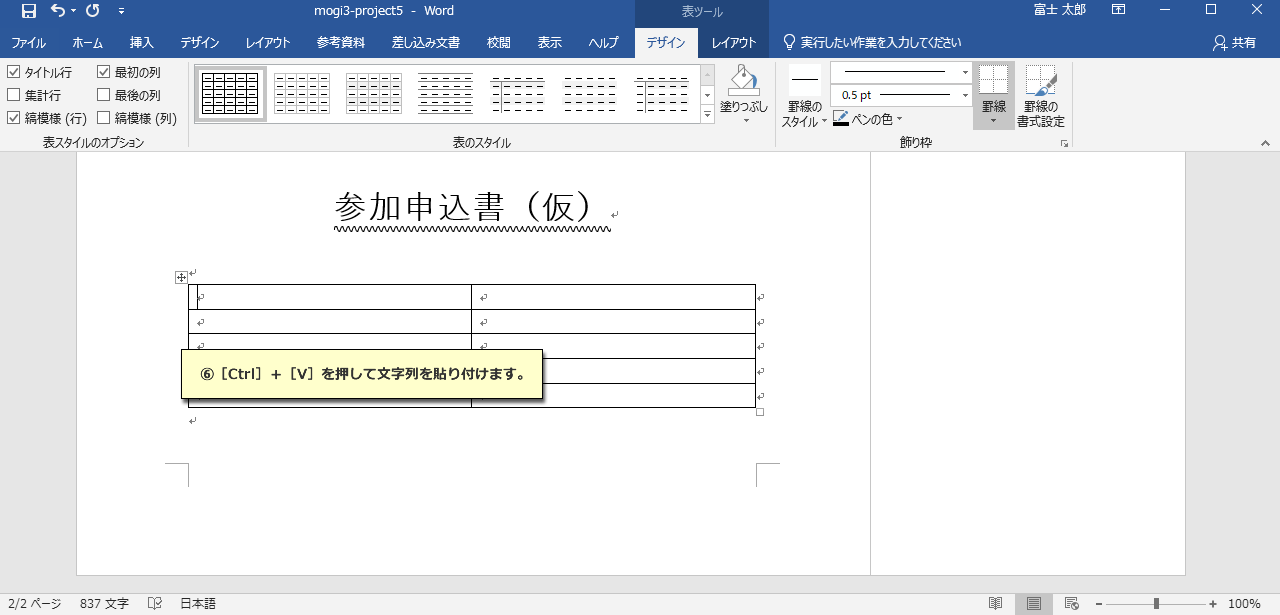 mogi3-project5 - Word
表ツール
富士 太郎
ファイル ホーム 挿入 デザイン レイアウト 参考資料 差し込み文書 校閲 表示 ヘルプ デザイン レイアウト 実行したい作業を入力してください 共有
タイトル行 最初の列
集計行 最後の列
縞模様 (行) 縞模様 (列)
表スタイルのオプション
表のスタイル
塗りつぶし
罫線の
スタイル
0.5 pt
ペンの色
罫線
罫線の
書式設定
飾り枠
参加申込書（仮）
⑥［Ctrl］＋［V］を押して文字列を貼り付けます。
2/2 ページ 837 文字 日本語 100%